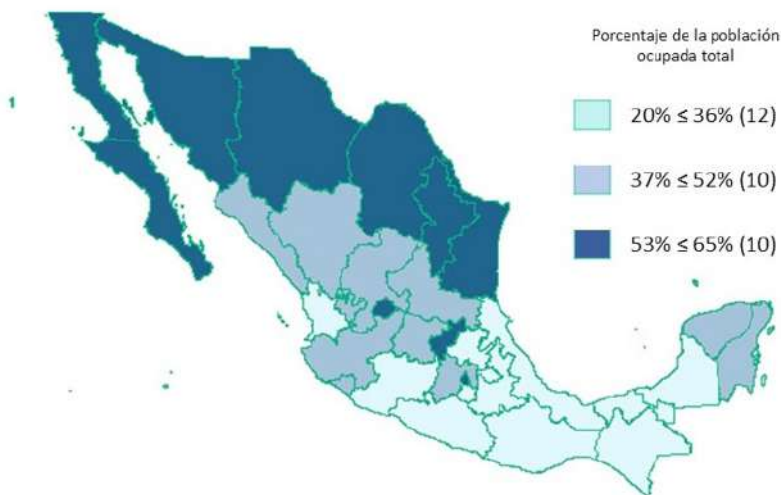 Porcentaje de la población
ocupada total
20% ≤ 36% (12)
37% ≤ 52% (10)
53% ≤ 65% (10)